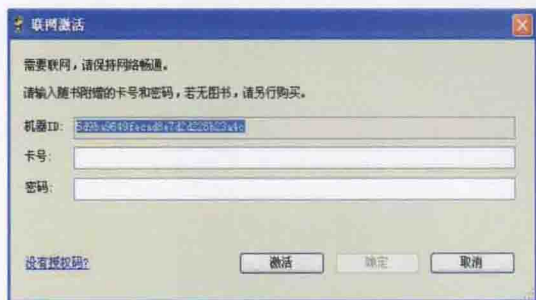 联网激活
需要联网，请保持网络畅通。
请输入随书附赠的卡号和密码，若无图书，请另行购买。
机器ID:
卡号:
密码:
没有授权码?
激活
确定
取消